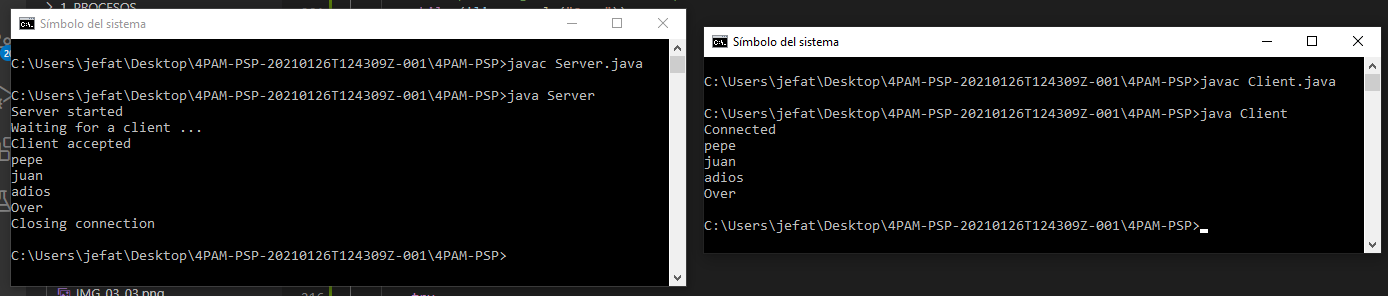 1. PROCESOS
Símbolo del sistema
C:\Users\jefat\Desktop\4PAM-PSP-20210126T124309Z-001\4PAM-PSP>javac Server.java
C:\Users\jefat\Desktop\4PAM-PSP-20210126T124309Z-001\4PAM-PSP>java Server
Server started
Waiting for a client ...
Client accepted
pepe
juan
adios
Over
Closing connection
C:\Users\jefat\Desktop\4PAM-PSP-20210126T124309Z-001\4PAM-PSP>
Símbolo del sistema
C:\Users\jefat\Desktop\4PAM-PSP-20210126T124309Z-001\4PAM-PSP>javac Client.java
C:\Users\jefat\Desktop\4PAM-PSP-20210126T124309Z-001\4PAM-PSP>java Client
Connected
pepe
juan
adios
Over
C:\Users\jefat\Desktop\4PAM-PSP-20210126T124309Z-001\4PAM-PSP>
IMG_03_03.png